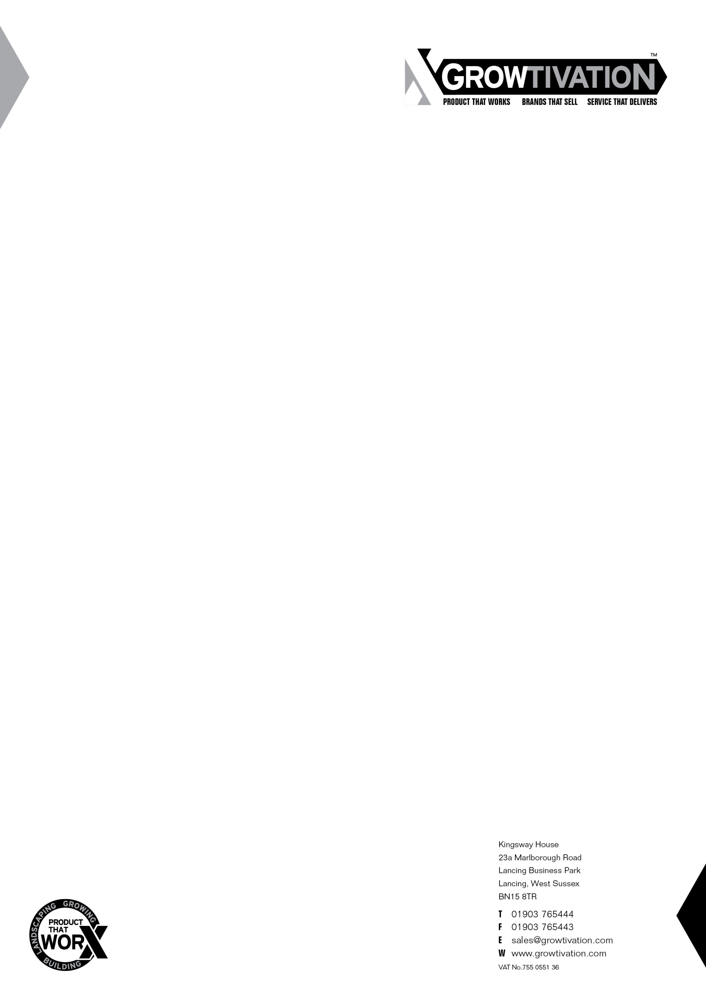 ™
GROWTIVATION
PRODUCT THAT WORKS BRANDS THAT SELL SERVICE THAT DELIVERS
Kingsway House
23a Marlborough Road
Lancing Business Park
Lancing, West Sussex
BN15 8TR
T 01903 765444
F 01903 765443
E sales@growtivation.com
W www.growtivation.com
VAT No.755 0551 36
LANDSCAPING GROWING
PRODUCT
THAT
WORX
BUILDING